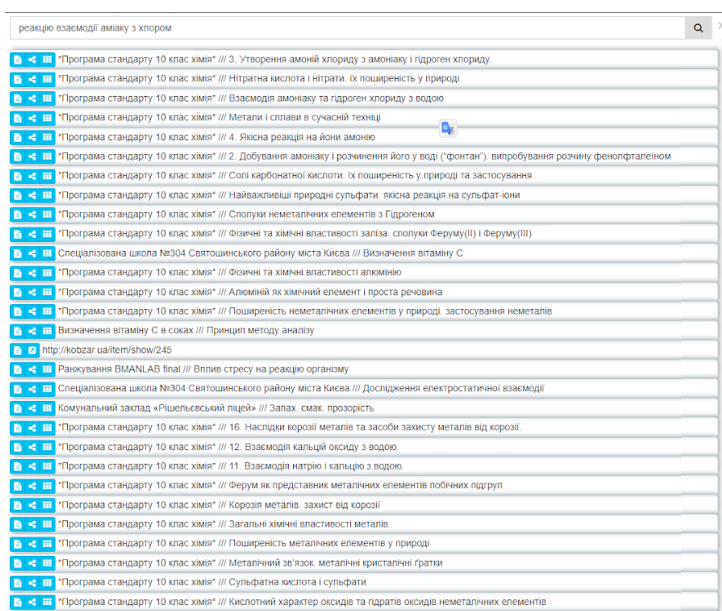 реакцію взаємодії аміаку з хлором
"Програма стандарту 10 клас хімія" /// 3. Утворення амоній хлориду з амоніаку і гідроген хлориду.
"Програма стандарту 10 клас хімія" /// Нітратна кислота і нітрати. їх поширеність у природі
"Програма стандарту 10 клас хімія" /// Взаємодія амоніаку та гідроген хлориду з водою
"Програма стандарту 10 клас хімія" /// Метали і сплави в сучасній техніці
"Програма стандарту 10 клас хімія" /// 4. Якісна реакція на йони амонію
"Програма стандарту 10 клас хімія" /// 2. Добування амоніаку і розчинення його у воді ("фонтан"). випробування розчину фенолфталеїном
"Програма стандарту 10 клас хімія" /// Солі карбонатної кислоти. їх поширеність у природі та застосування
"Програма стандарту 10 клас хімія" /// Найважливіші природні сульфати. якісна реакція на сульфат-іони
"Програма стандарту 10 клас хімія" /// Сполуки неметалічних елементів з Гідрогеном
"Програма стандарту 10 клас хімія" /// Фізичні та хімічні властивості заліза. сполуки Феруму(II) і Феруму(III)
Спеціалізована школа №304 Святошинського району міста Києва /// Визначення вітаміну С
"Програма стандарту 10 клас хімія" /// Фізичні та хімічні властивості алюмінію
"Програма стандарту 10 клас хімія" /// Алюміній як хімічний елемент і проста речовина
"Програма стандарту 10 клас хімія" /// Поширеність неметалічних елементів у природі. застосування неметалів
Визначення вітаміну С в соках /// Принцип методу аналізу
http://kobzar.ua/item/show/245
Ранжування BMANLAB final /// Вплив стресу на реакцію організму
Спеціалізована школа №304 Святошинського району міста Києва /// Дослідження електростатичної взаємодії
Комунальний заклад «Рішельєвський ліцей» /// Запах. смак. прозорість
"Програма стандарту 10 клас хімія" /// 16. Наслідки корозії металів та засоби захисту металів від корозії.
"Програма стандарту 10 клас хімія" /// 12. Взаємодія кальцій оксиду з водою.
"Програма стандарту 10 клас хімія" /// 11. Взаємодія натрію і кальцію з водою.
"Програма стандарту 10 клас хімія" /// Ферум як представник металічних елементів побічних підгруп
"Програма стандарту 10 клас хімія" /// Корозія металів. захист від корозії
"Програма стандарту 10 клас хімія" /// Загальні хімічні властивості металів
"Програма стандарту 10 клас хімія" /// Поширеність металічних елементів у природі
"Програма стандарту 10 клас хімія" /// Металічний зв'язок. металічні кристалічні ґратки
"Програма стандарту 10 клас хімія" /// Сульфатна кислота і сульфати
"Програма стандарту 10 клас хімія" /// Кислотний характер оксидів та гідратів оксидів неметалічних елементів